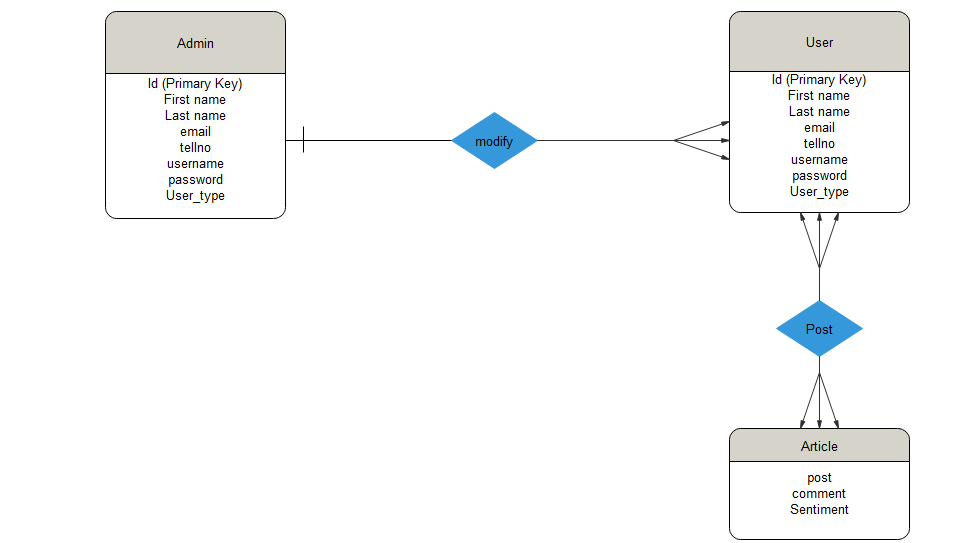 Admin
Id (Primary Key)
First name
Last name
email
tellno
username
password
User_type
modify
User
Id (Primary Key)
First name
Last name
email
tellno
username
password
User_type
Post
Article
post
comment
Sentiment